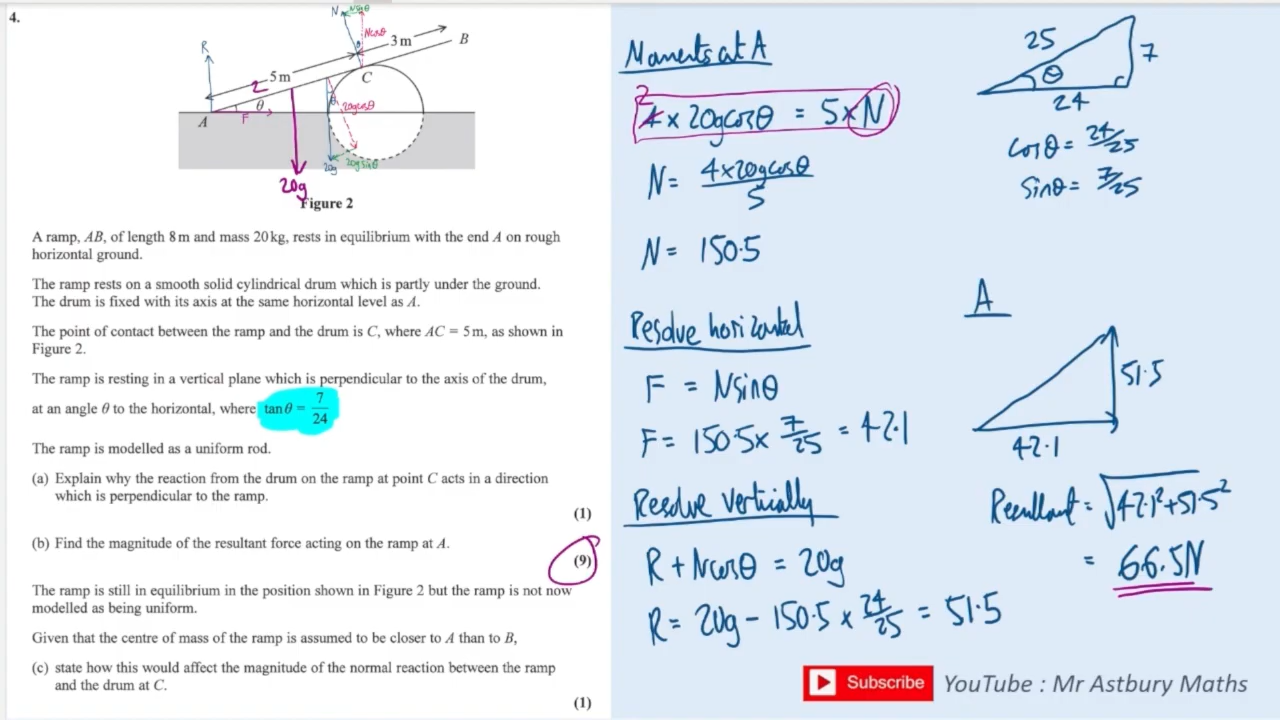 4.
N
Nsinθ
Ncosθ
R
3 m
B
5 m
2
C
θ
θ
20gcosθ
A
F
20g
20gsinθ
20g
Figure 2
A ramp, AB, of length 8 m and mass 20 kg, rests in equilibrium with the end A on rough
horizontal ground.
The ramp rests on a smooth solid cylindrical drum which is partly under the ground.
The drum is fixed with its axis at the same horizontal level as A.
The point of contact between the ramp and the drum is C, where AC = 5 m, as shown in
Figure 2.
The ramp is resting in a vertical plane which is perpendicular to the axis of the drum,
at an angle θ to the horizontal, where tan θ = 7/24
The ramp is modelled as a uniform rod.
(a) Explain why the reaction from the drum on the ramp at point C acts in a direction
which is perpendicular to the ramp.
(1)
(b) Find the magnitude of the resultant force acting on the ramp at A.
(9)
The ramp is still in equilibrium in the position shown in Figure 2 but the ramp is not now
modelled as being uniform.
Given that the centre of mass of the ramp is assumed to be closer to A than to B,
(c) state how this would affect the magnitude of the normal reaction between the ramp
and the drum at C.
(1)
Moments at A
2
4 × 20gcosθ = 5 × N
N = 4×20gcosθ/5
N = 150.5
Resolve horizontal
F = Nsinθ
F = 150.5 × 7/25 = 42.1
Resolve vertically
R + Ncosθ = 20g
R = 20g − 150.5 × 24/25 = 51.5
25
7
θ
24
cosθ = 24/25
sinθ = 7/25
A
51.5
42.1
Resultant = √42.1²+51.5²
= 66.5N
Subscribe
YouTube : Mr Astbury Maths